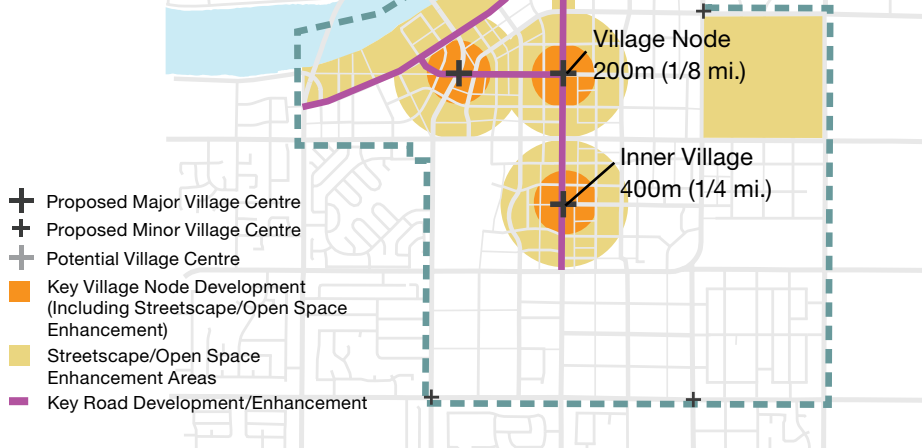 Village Node
200m (1/8 mi.)
Inner Village
400m (1/4 mi.)
Proposed Major Village Centre
Proposed Minor Village Centre
Potential Village Centre
Key Village Node Development
(Including Streetscape/Open Space
Enhancement)
Streetscape/Open Space
Enhancement Areas
Key Road Development/Enhancement